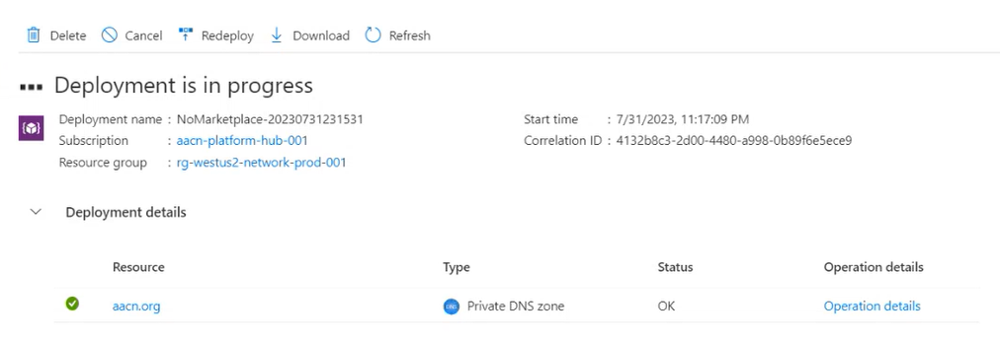 Delete Cancel Redeploy Download Refresh
Deployment is in progress
Deployment name : NoMarketplace-20230731231531 Start time : 7/31/2023, 11:17:09 PM
Subscription : aacn-platform-hub-001 Correlation ID : 4132b8c3-2d00-4480-a998-0b89f6e5ece9
Resource group : rg-westus2-network-prod-001
Deployment details
Resource Type Status Operation details
aacn.org DNS Private DNS zone OK Operation details